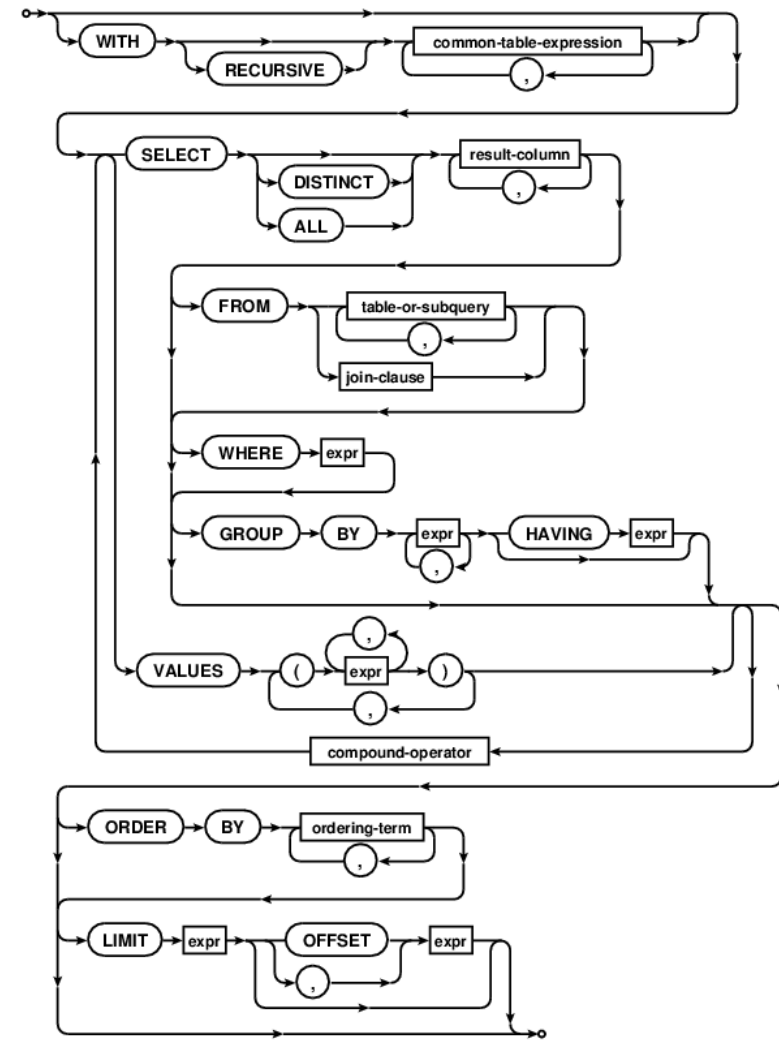 WITH common-table-expression
RECURSIVE ,
SELECT result-column
DISTINCT ,
ALL
FROM table-or-subquery
,
join-clause
WHERE expr
GROUP BY expr HAVING expr
,
,
VALUES ( expr )
,
compound-operator
ORDER BY ordering-term
,
LIMIT expr OFFSET expr
,